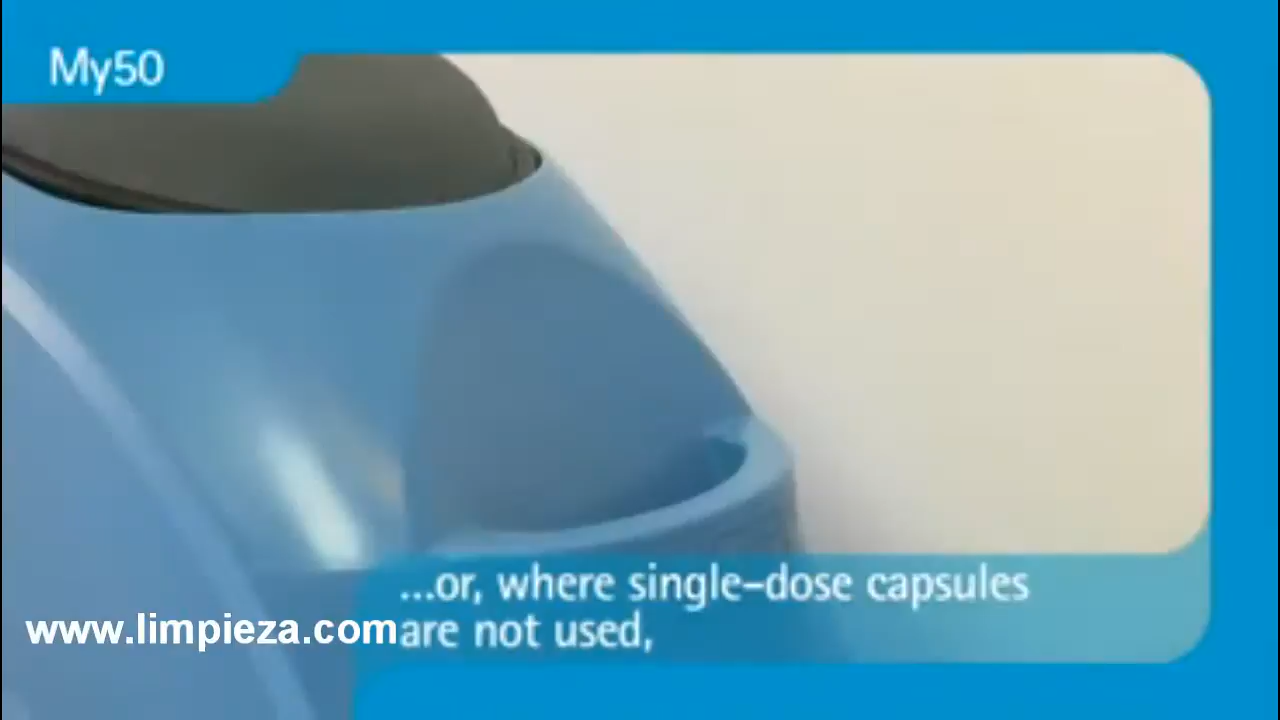 My50
...or, where single-dose capsules
www.limpieza.com
are not used,